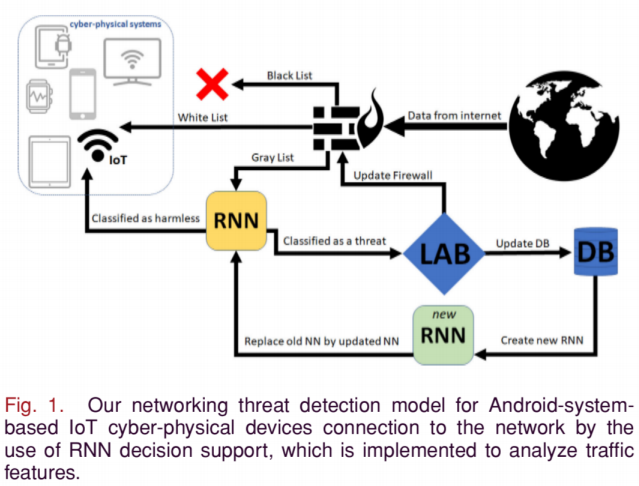 cyber-physical systems
IoT
Black List
White List
Data from internet
Gray List
Update Firewall
Classified as harmless
RNN
Classified as a threat
LAB
Update DB
DB
new
RNN
Replace old NN by updated NN
Create new RNN
Fig. 1. Our networking threat detection model for Android-system-
based IoT cyber-physical devices connection to the network by the
use of RNN decision support, which is implemented to analyze traffic
features.